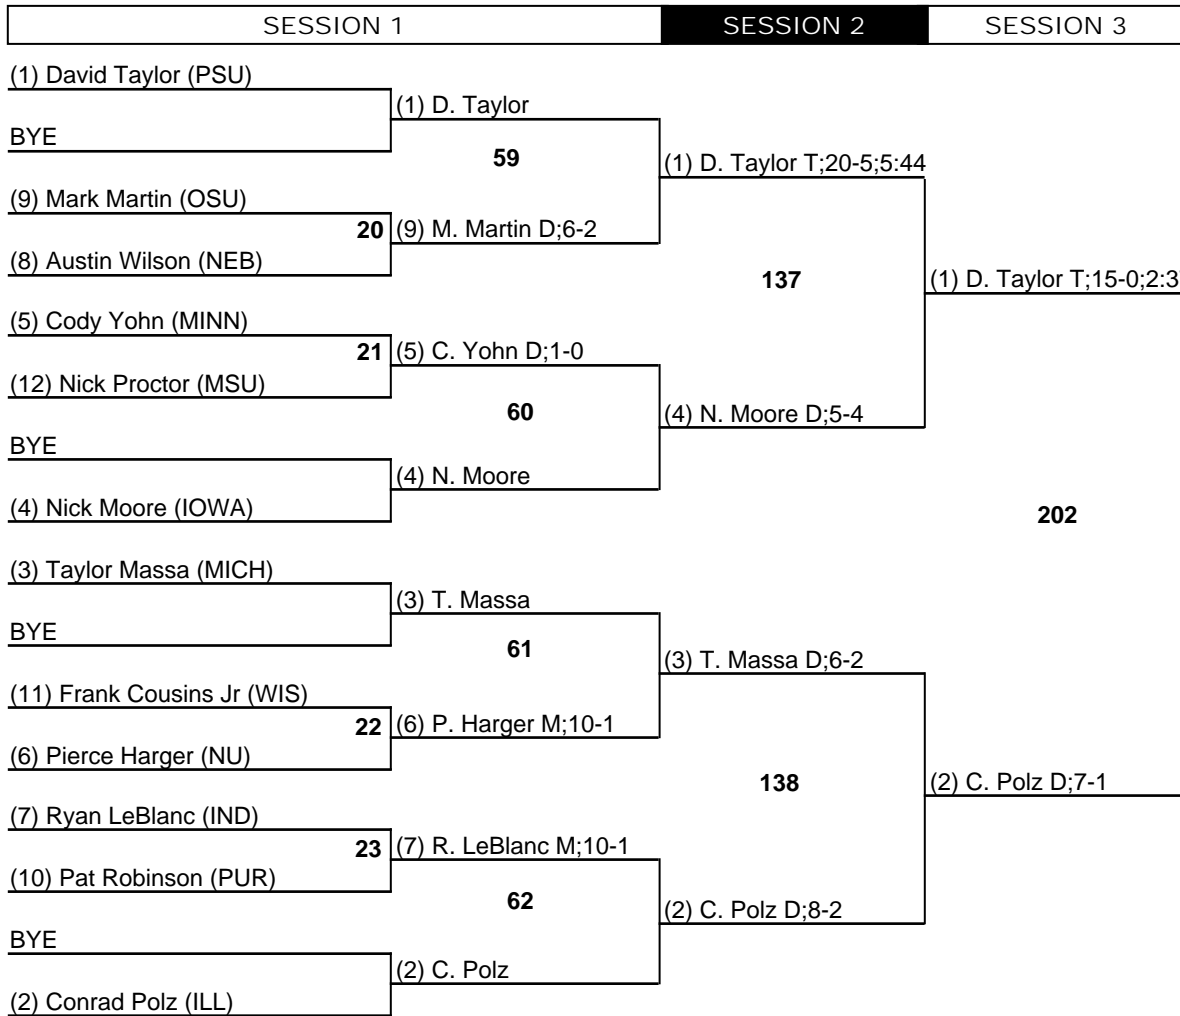 SESSION 1 SESSION 2 SESSION 3
(1) David Taylor (PSU)
(1) D. Taylor
BYE
59
(1) D. Taylor T;20-5;5:44
(9) Mark Martin (OSU)
20 (9) M. Martin D;6-2
(8) Austin Wilson (NEB)
137 (1) D. Taylor T;15-0;2:3
(5) Cody Yohn (MINN)
21 (5) C. Yohn D;1-0
(12) Nick Proctor (MSU)
60 (4) N. Moore D;5-4
BYE
(4) N. Moore
(4) Nick Moore (IOWA)
202
(3) Taylor Massa (MICH)
(3) T. Massa
BYE
61
(3) T. Massa D;6-2
(11) Frank Cousins Jr (WIS)
22 (6) P. Harger M;10-1
(6) Pierce Harger (NU)
138 (2) C. Polz D;7-1
(7) Ryan LeBlanc (IND)
23 (7) R. LeBlanc M;10-1
(10) Pat Robinson (PUR)
62 (2) C. Polz D;8-2
BYE
(2) C. Polz
(2) Conrad Polz (ILL)